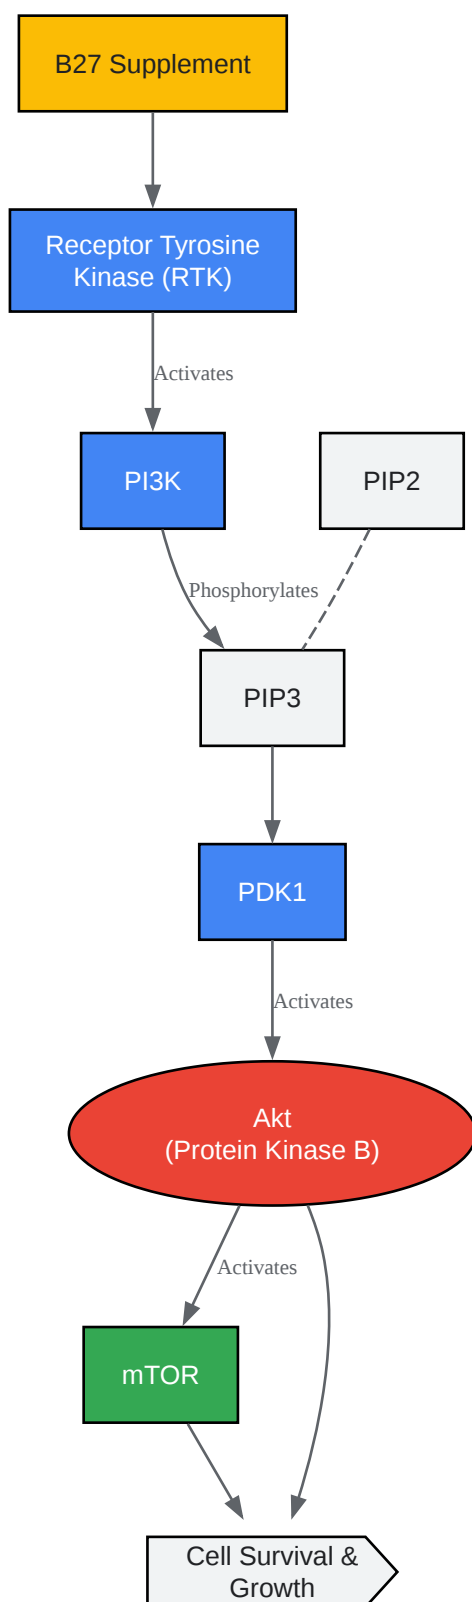 B27 Supplement
Receptor Tyrosine
Kinase (RTK)
Activates
PI3K
PIP2
Phosphorylates
PIP3
PDK1
Activates
Akt
(Protein Kinase B)
Activates
mTOR
Cell Survival &
Growth